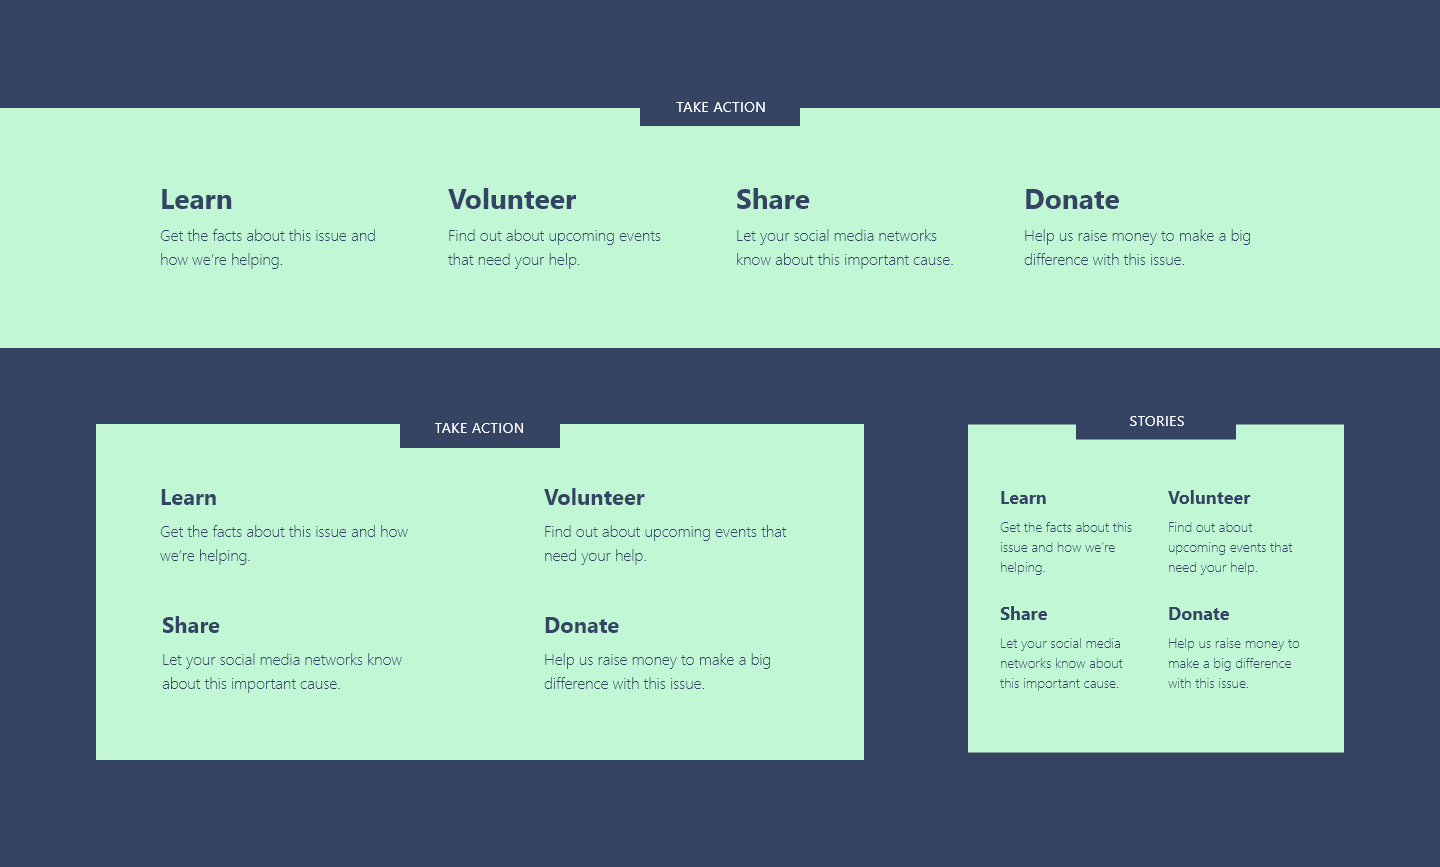 TAKE ACTION
Learn
Get the facts about this issue and
how we're helping.
Volunteer
Find out about upcoming events
that need your help.
Share
Let your social media networks
know about this important cause.
Donate
Help us raise money to make a big
difference with this issue.
TAKE ACTION
Learn
Get the facts about this issue and how
we're helping.
Volunteer
Find out about upcoming events that
need your help.
Share
Let your social media networks know
about this important cause.
Donate
Help us raise money to make a big
difference with this issue.
STORIES
Learn
Get the facts about this
issue and how we're
helping.
Volunteer
Find out about
upcoming events that
need your help.
Share
Let your social media
networks know about
this important cause.
Donate
Help us raise money to
make a big difference
with this issue.